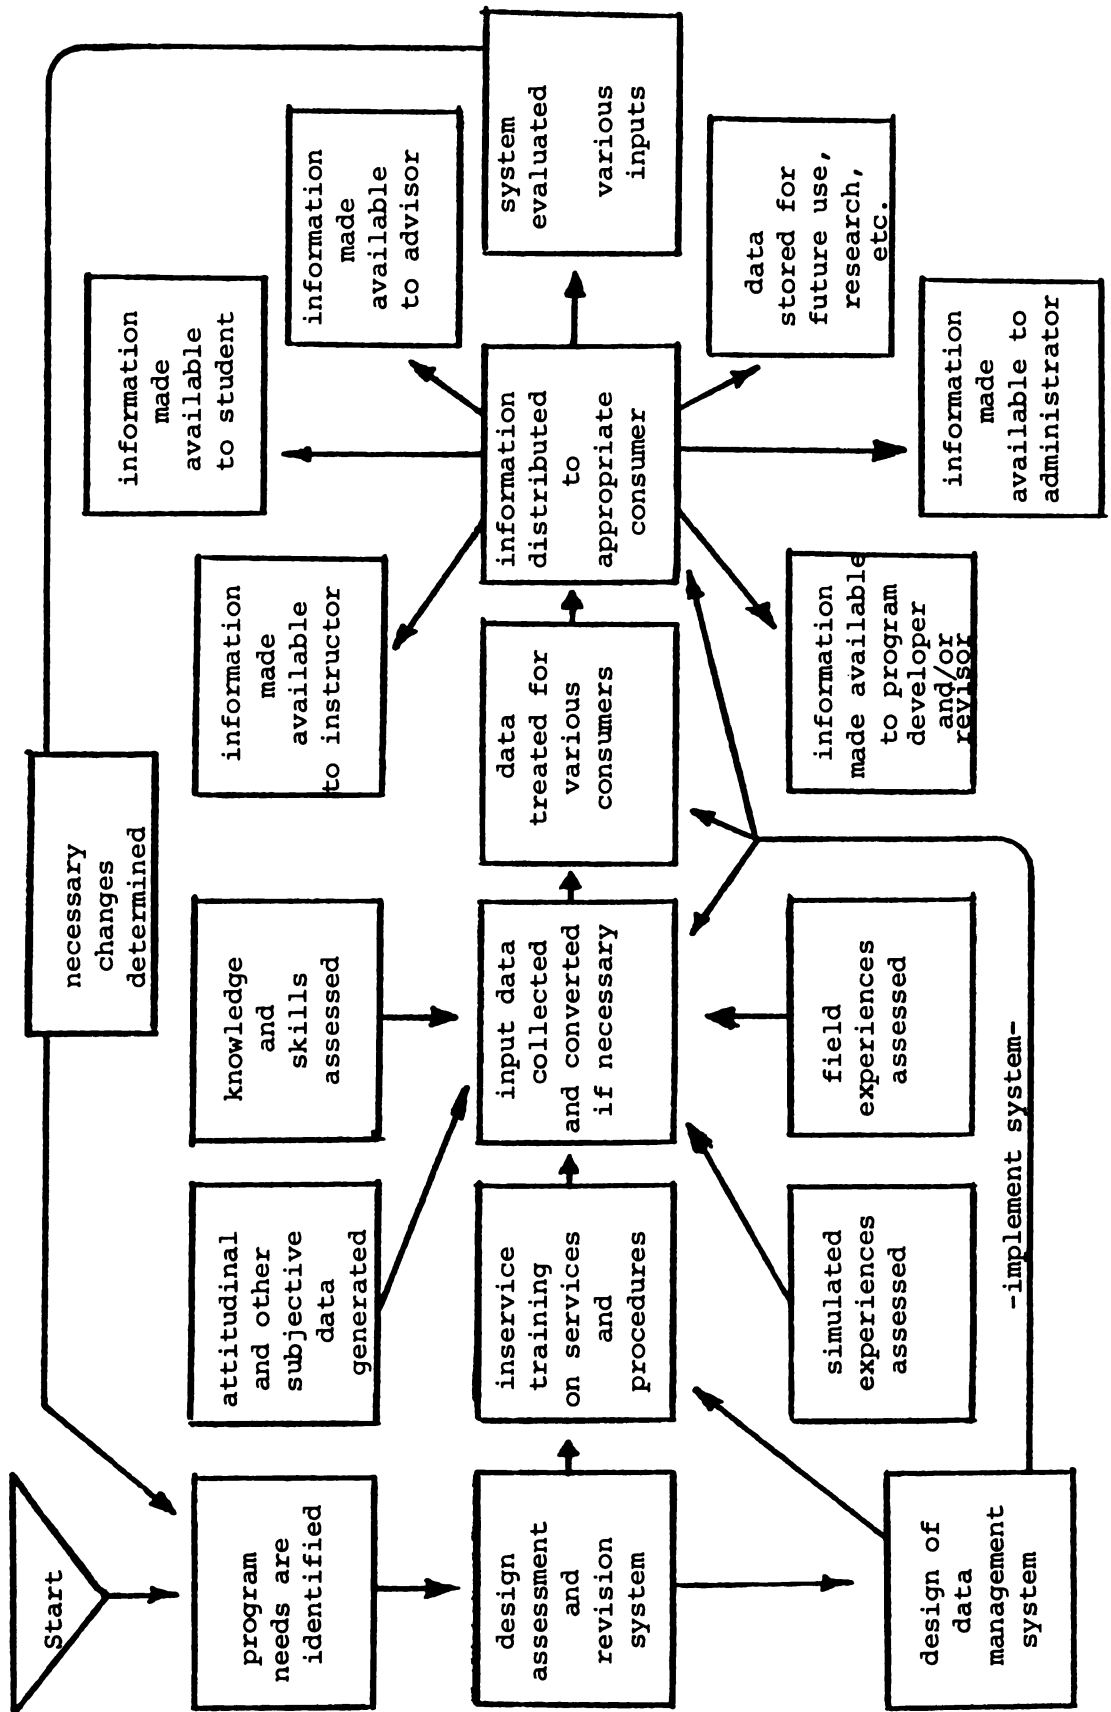 Start
necessary
changes
determined
program
needs are
identified
attitudinal
and other
subjective
data
generated
knowledge
and
skills
assessed
information
made
available
to instructor
information
made
available
to student
information
made
available
to advisor
design
assessment
and
revision
system
inservice
training
on services
and
procedures
input data
collected
and converted
if necessary
data
treated for
various
consumers
information
distributed
to
appropriate
consumer
system
evaluated
various
inputs
design of
data
management
system
simulated
experiences
assessed
field
experiences
assessed
information
made available
to program
developer
and/or
revisor
information
made
available to
administrator
data
stored for
future use,
research,
etc.
-implement system-